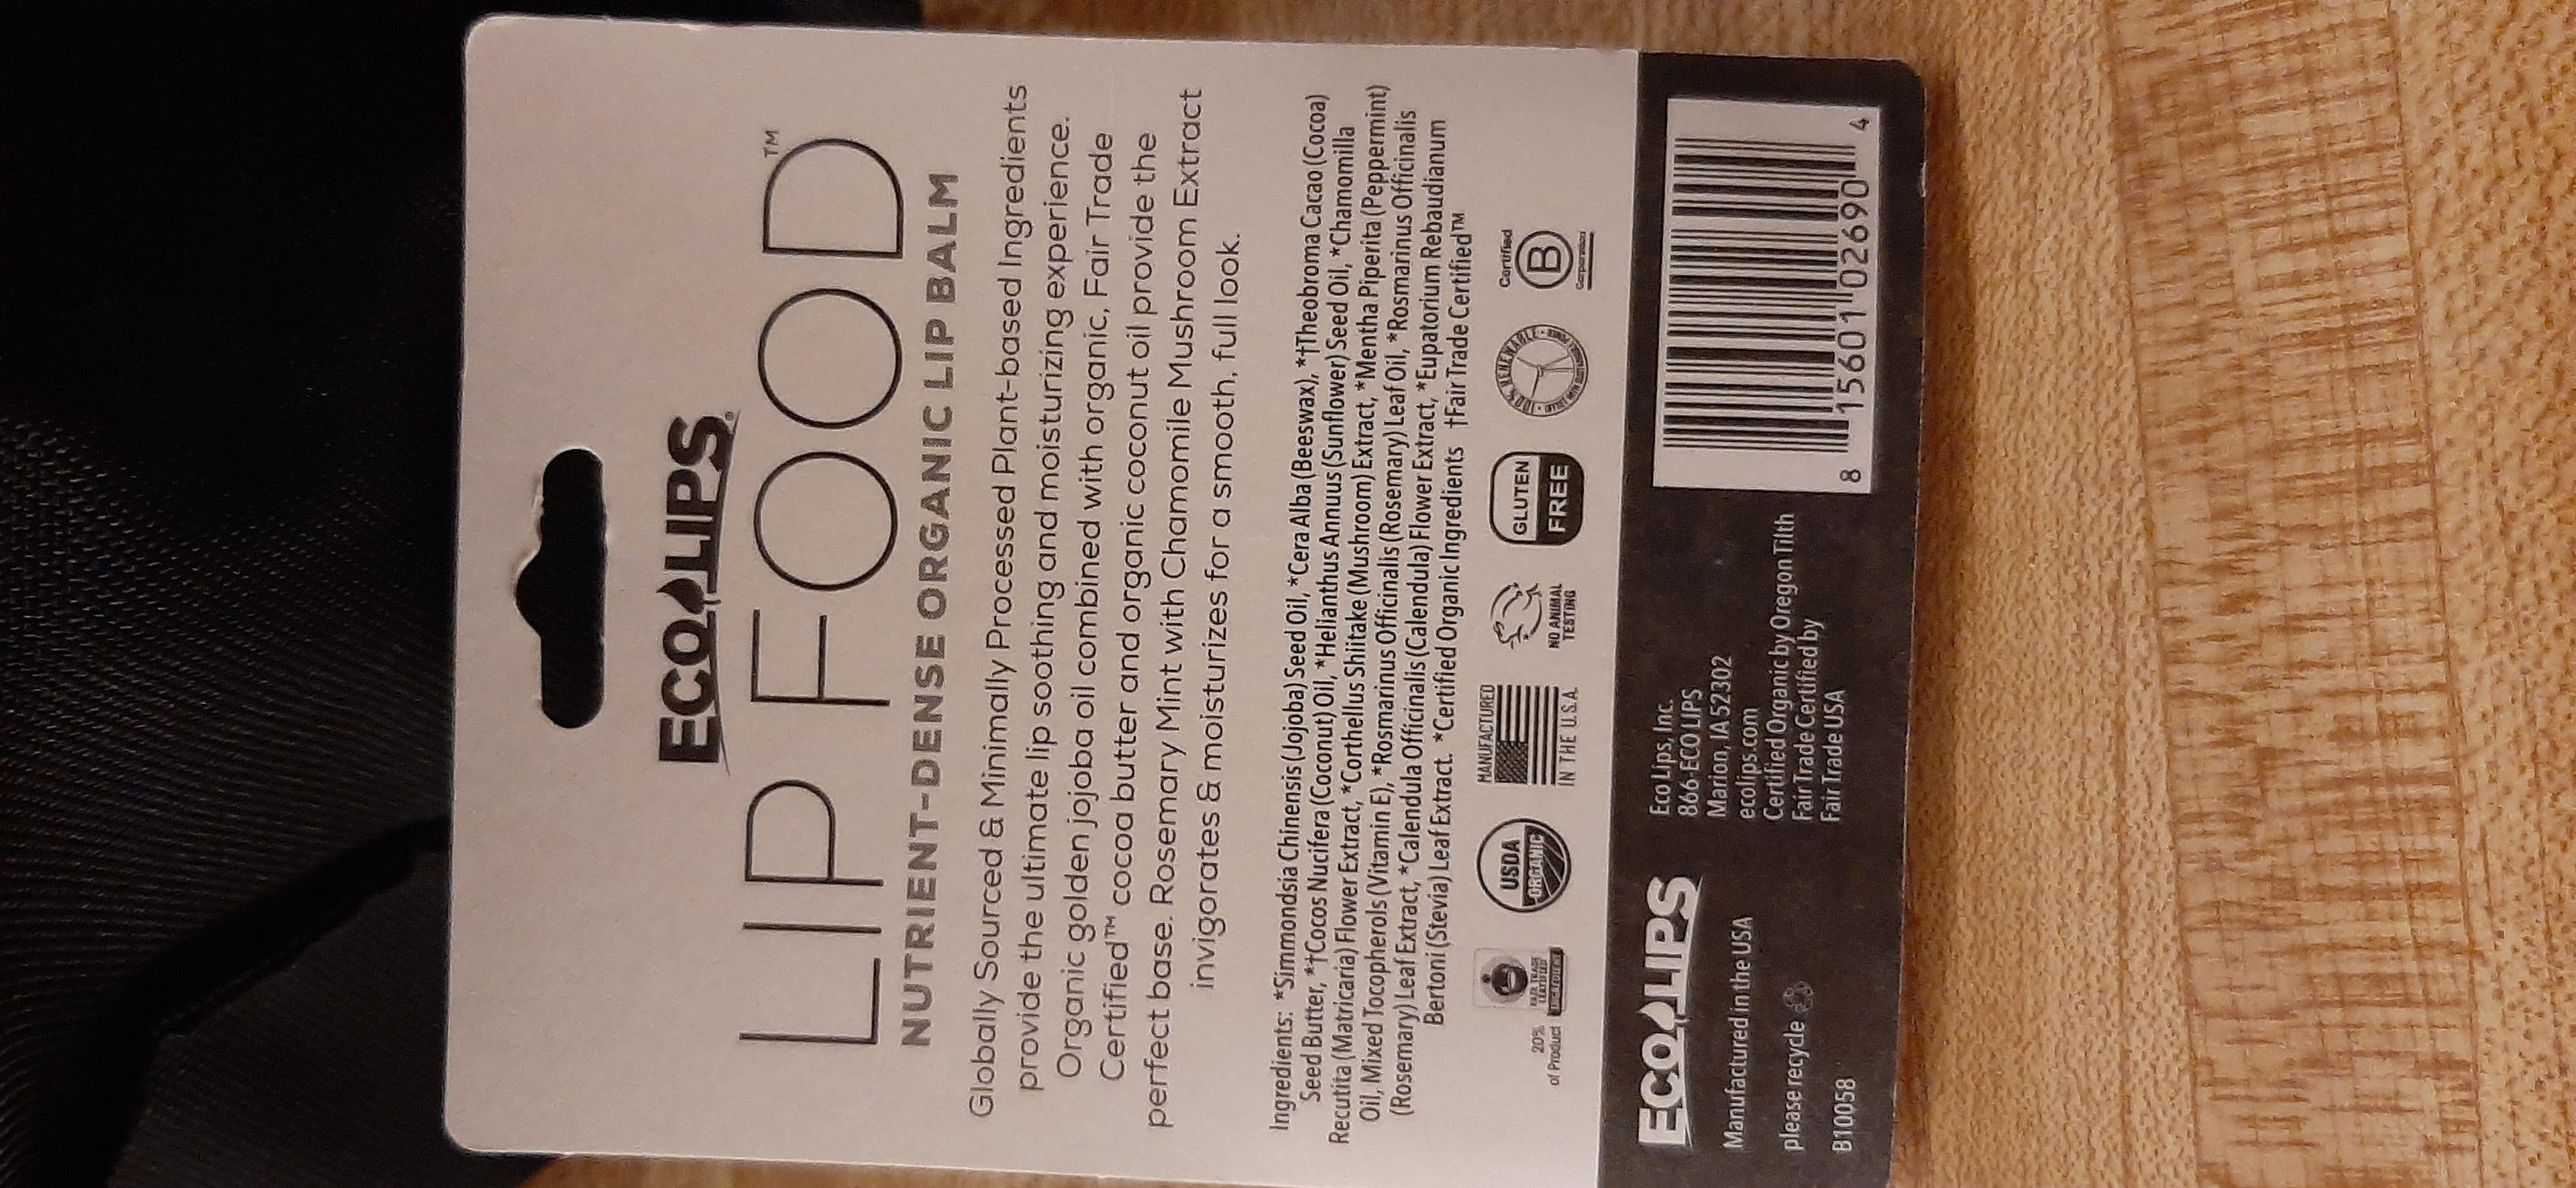 ECO LIPS®
LIP FOOD™
NUTRIENT-DENSE ORGANIC LIP BALM
Globally Sourced & Minimally Processed Plant-based Ingredients
provide the ultimate lip soothing and moisturizing experience.
Organic golden jojoba oil combined with organic, Fair Trade
Certified™ cocoa butter and organic coconut oil provide the
perfect base. Rosemary Mint with Chamomile Mushroom Extract
invigorates & moisturizes for a smooth, full look.
Ingredients: *Simmondsia Chinensis (Jojoba) Seed Oil, *Cera Alba (Beeswax), *†Theobroma Cacao (Cocoa)
Seed Butter, *†Cocos Nucifera (Coconut) Oil, *Helianthus Annuus (Sunflower) Seed Oil, *Chamomilla
Recutita (Matricaria) Flower Extract, *Corthellus Shiitake (Mushroom) Extract, *Mentha Piperita (Peppermint)
Oil, Mixed Tocopherols (Vitamin E), *Rosmarinus Officinalis (Rosemary) Leaf Oil, *Rosmarinus Officinalis
(Rosemary) Leaf Extract, *Calendula Officinalis (Calendula) Flower Extract, *Eupatorium Rebaudianum
Bertoni (Stevia) Leaf Extract. *Certified Organic Ingredients †Fair Trade Certified™
20%
of Product
FAIR TRADE
CERTIFIED
INGREDIENT
USDA
ORGANIC
MANUFACTURED
IN THE U.S.A.
NO ANIMAL
TESTING
GLUTEN
FREE
100% RENEWABLE
Certified
B
Corporation
ECO LIPS
Manufactured in the USA
please recycle
B10058
Eco Lips, Inc.
866-ECO LIPS
Marion, IA 52302
ecolips.com
Certified Organic by Oregon Tilth
Fair Trade Certified by
Fair Trade USA
8 15601 02690 4